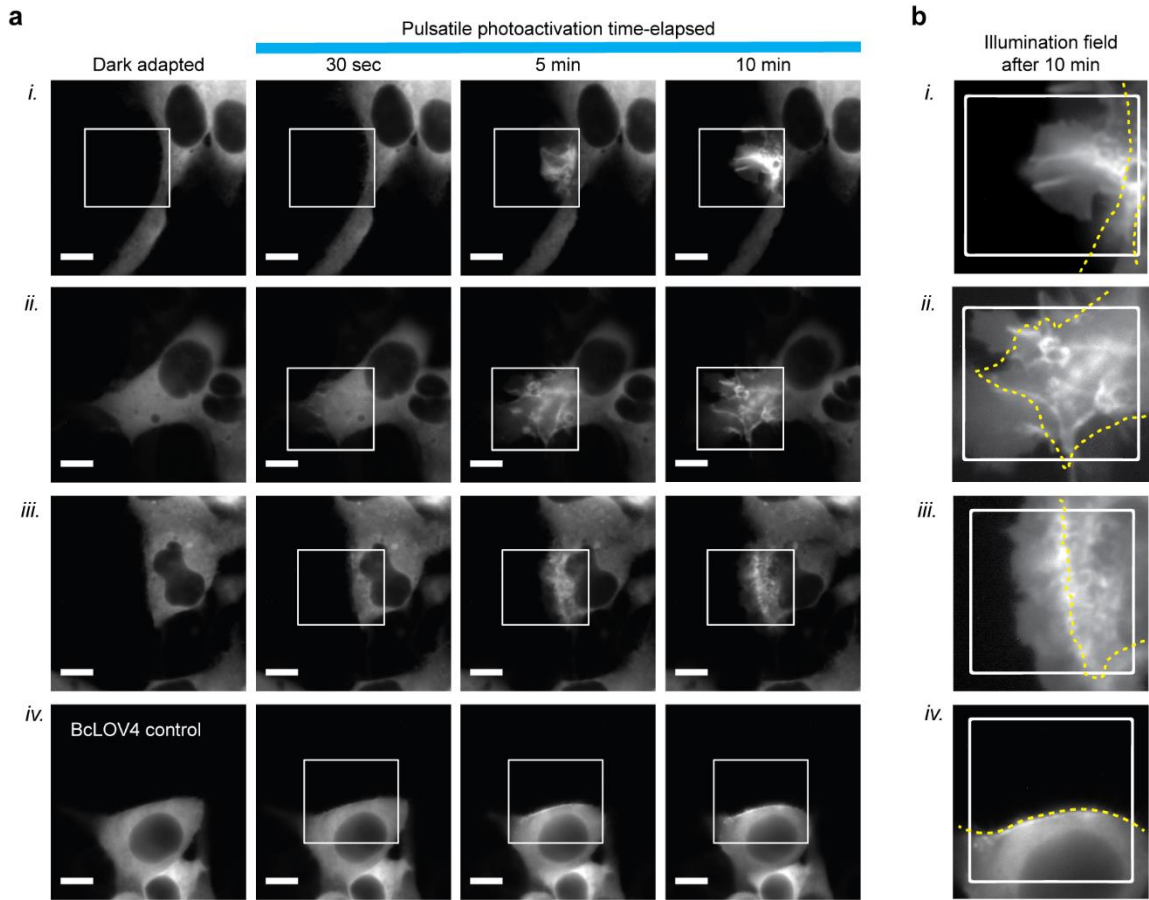 a
b
Pulsatile photoactivation time-elapsed
Illumination field
after 10 min
Dark adapted
30 sec
5 min
10 min
i.
i.
ii.
ii.
iii.
iii.
iv.
BcLOV4 control
iv.